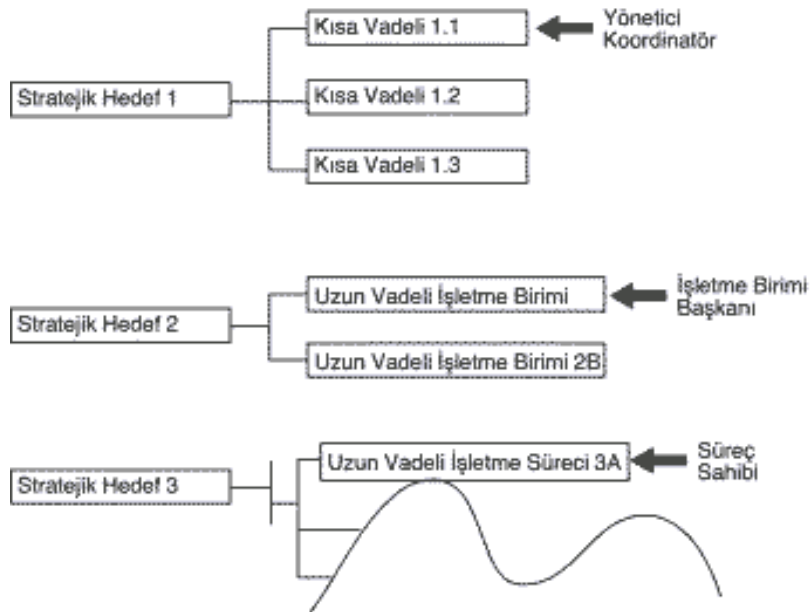 Kısa Vadeli 1.1
Yönetici
Koordinatör
Stratejik Hedef 1
Kısa Vadeli 1.2
Kısa Vadeli 1.3
Uzun Vadeli İşletme Birimi
İşletme Birimi
Başkanı
Stratejik Hedef 2
Uzun Vadeli İşletme Birimi 2B
Uzun Vadeli İşletme Süreci 3A
Süreç
Sahibi
Stratejik Hedef 3